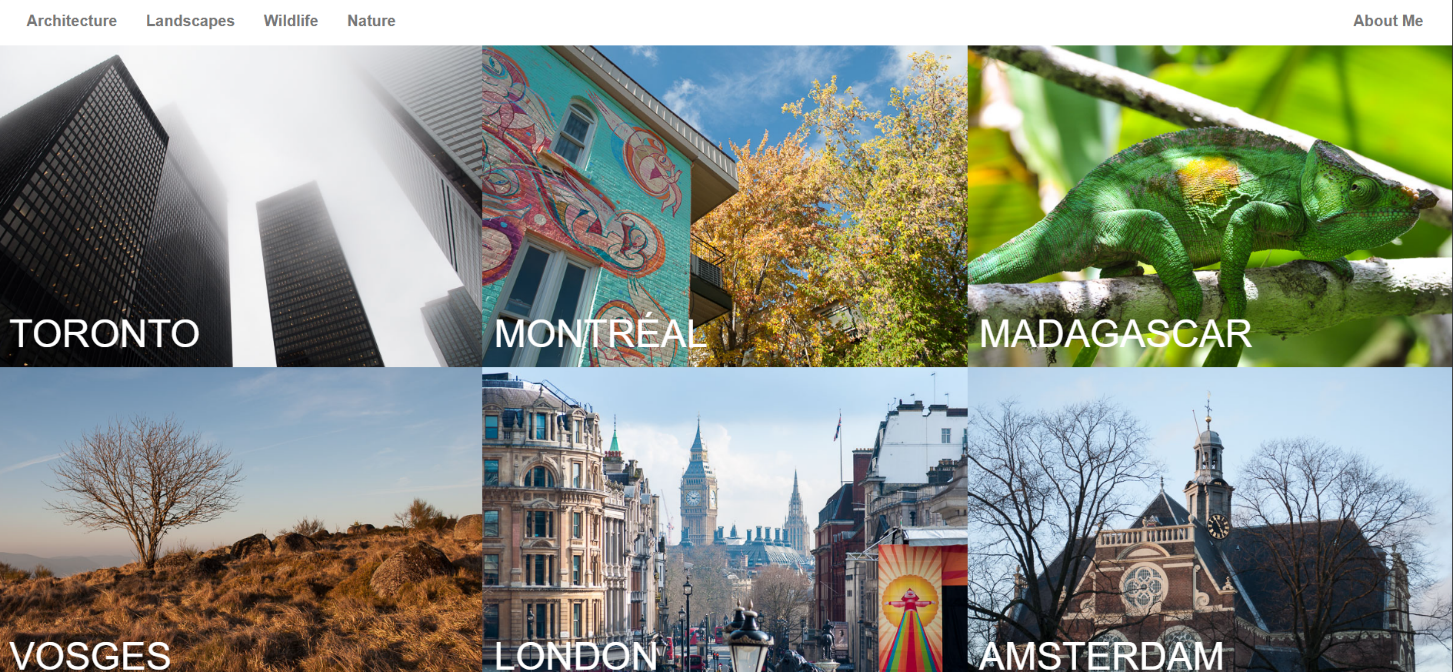 Architecture Landscapes Wildlife Nature About Me
TORONTO
MONTRÉAL
MADAGASCAR
VOSGES
LONDON
AMSTERDAM